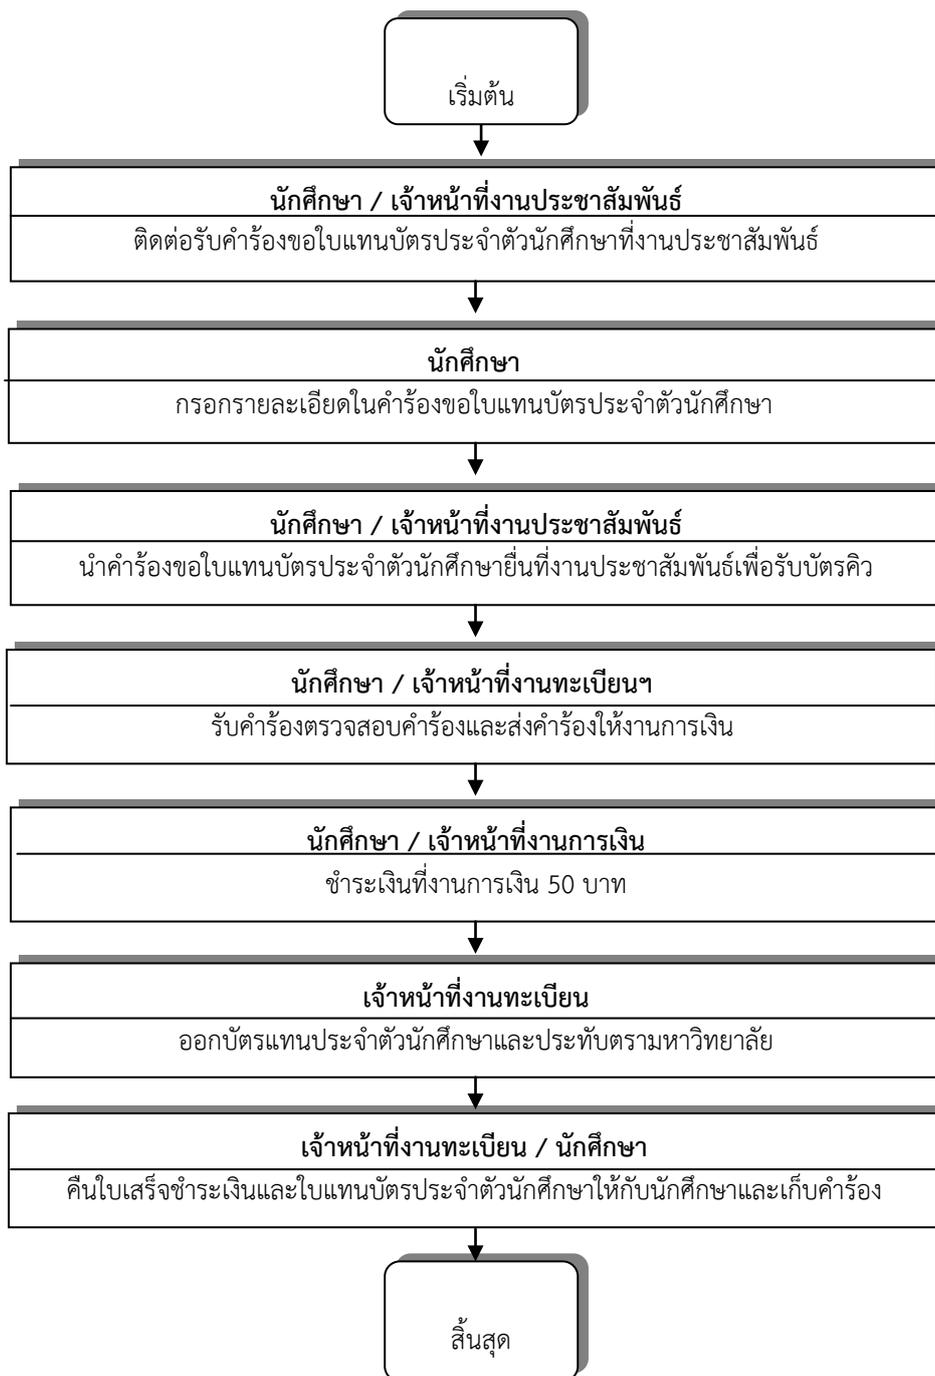 เริ่มต้น
นักศึกษา / เจ้าหน้าที่งานประชาสัมพันธ์
ติดต่อรับคำร้องขอใบแทนบัตรประจำตัวนักศึกษาที่งานประชาสัมพันธ์
นักศึกษา
กรอกรายละเอียดในคำร้องขอใบแทนบัตรประจำตัวนักศึกษา
นักศึกษา / เจ้าหน้าที่งานประชาสัมพันธ์
นำคำร้องขอใบแทนบัตรประจำตัวนักศึกษายื่นที่งานประชาสัมพันธ์เพื่อรับบัตรคิว
นักศึกษา / เจ้าหน้าที่งานทะเบียนฯ
รับคำร้องตรวจสอบคำร้องและส่งคำร้องให้งานการเงิน
นักศึกษา / เจ้าหน้าที่งานการเงิน
ชำระเงินที่งานการเงิน 50 บาท
เจ้าหน้าที่งานทะเบียน
ออกบัตรแทนประจำตัวนักศึกษาและประทับตรามหาวิทยาลัย
เจ้าหน้าที่งานทะเบียน / นักศึกษา
คืนใบเสร็จชำระเงินและใบแทนบัตรประจำตัวนักศึกษาให้กับนักศึกษาและเก็บคำร้อง
สิ้นสุด